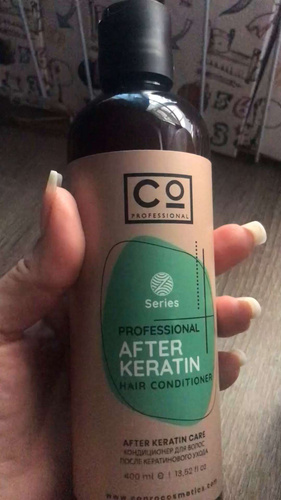 CO
PROFESSIONAL
Series
PROFESSIONAL
AFTER
KERATIN
HAIR CONDITIONER
AFTER KERATIN CARE
КОНДИЦИОНЕР ДЛЯ ВОЛОС
ПОСЛЕ КЕРАТИНОВОГО УХОДА
400 ml ℮ | 13,52 fl oz